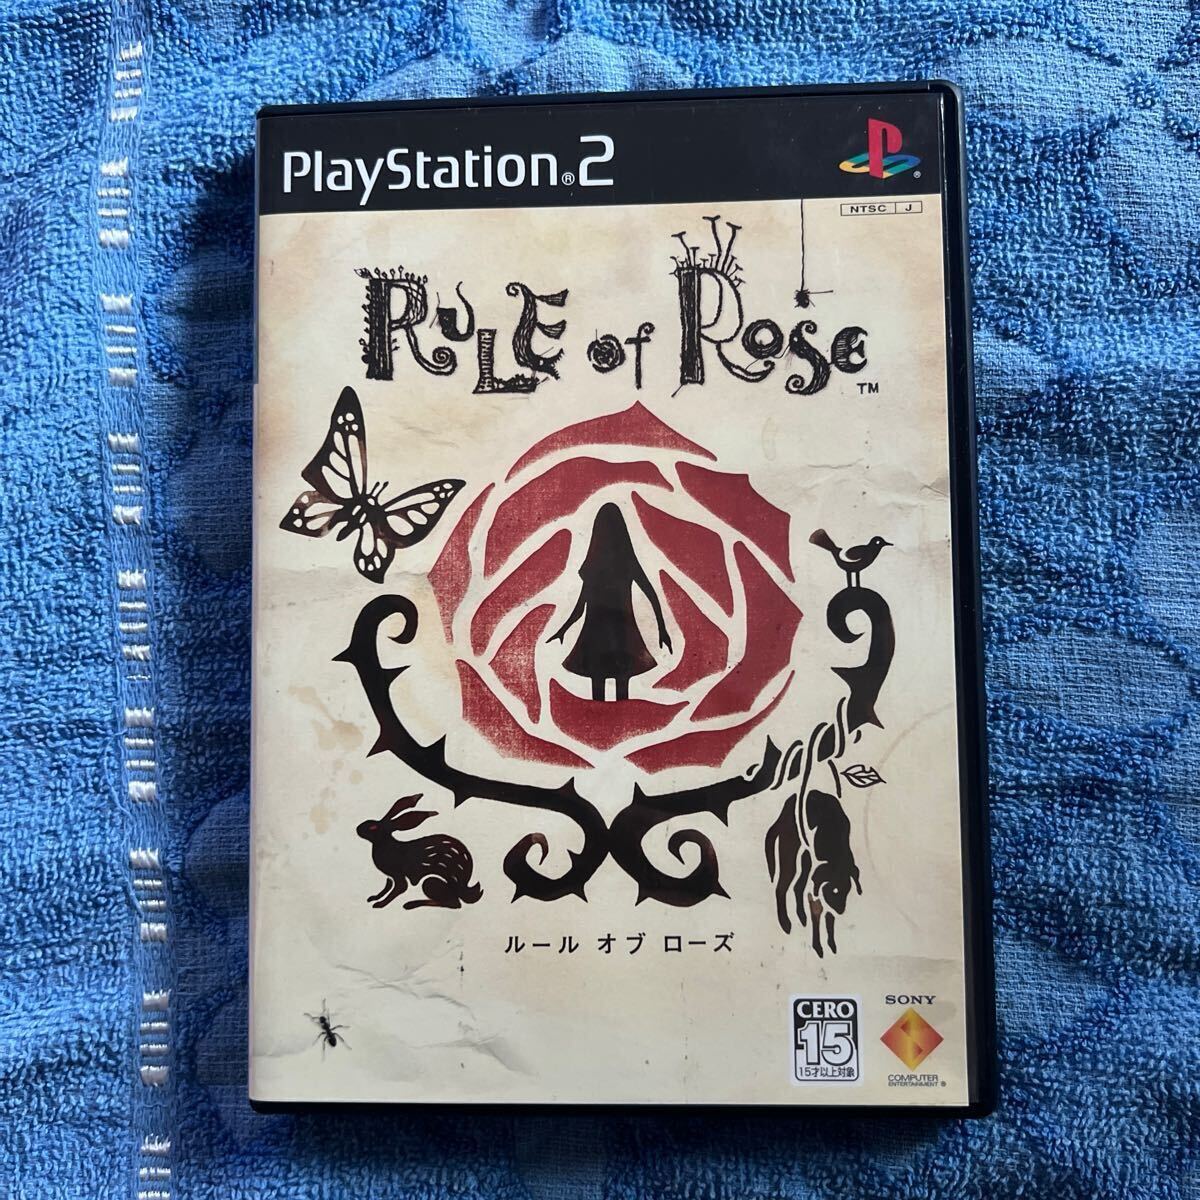 PlayStation®2
®
NTSC J
RULE of ROSE
TM
ルール オブ ローズ
CERO
15
15才以上対象
SONY
COMPUTER
ENTERTAINMENT ®